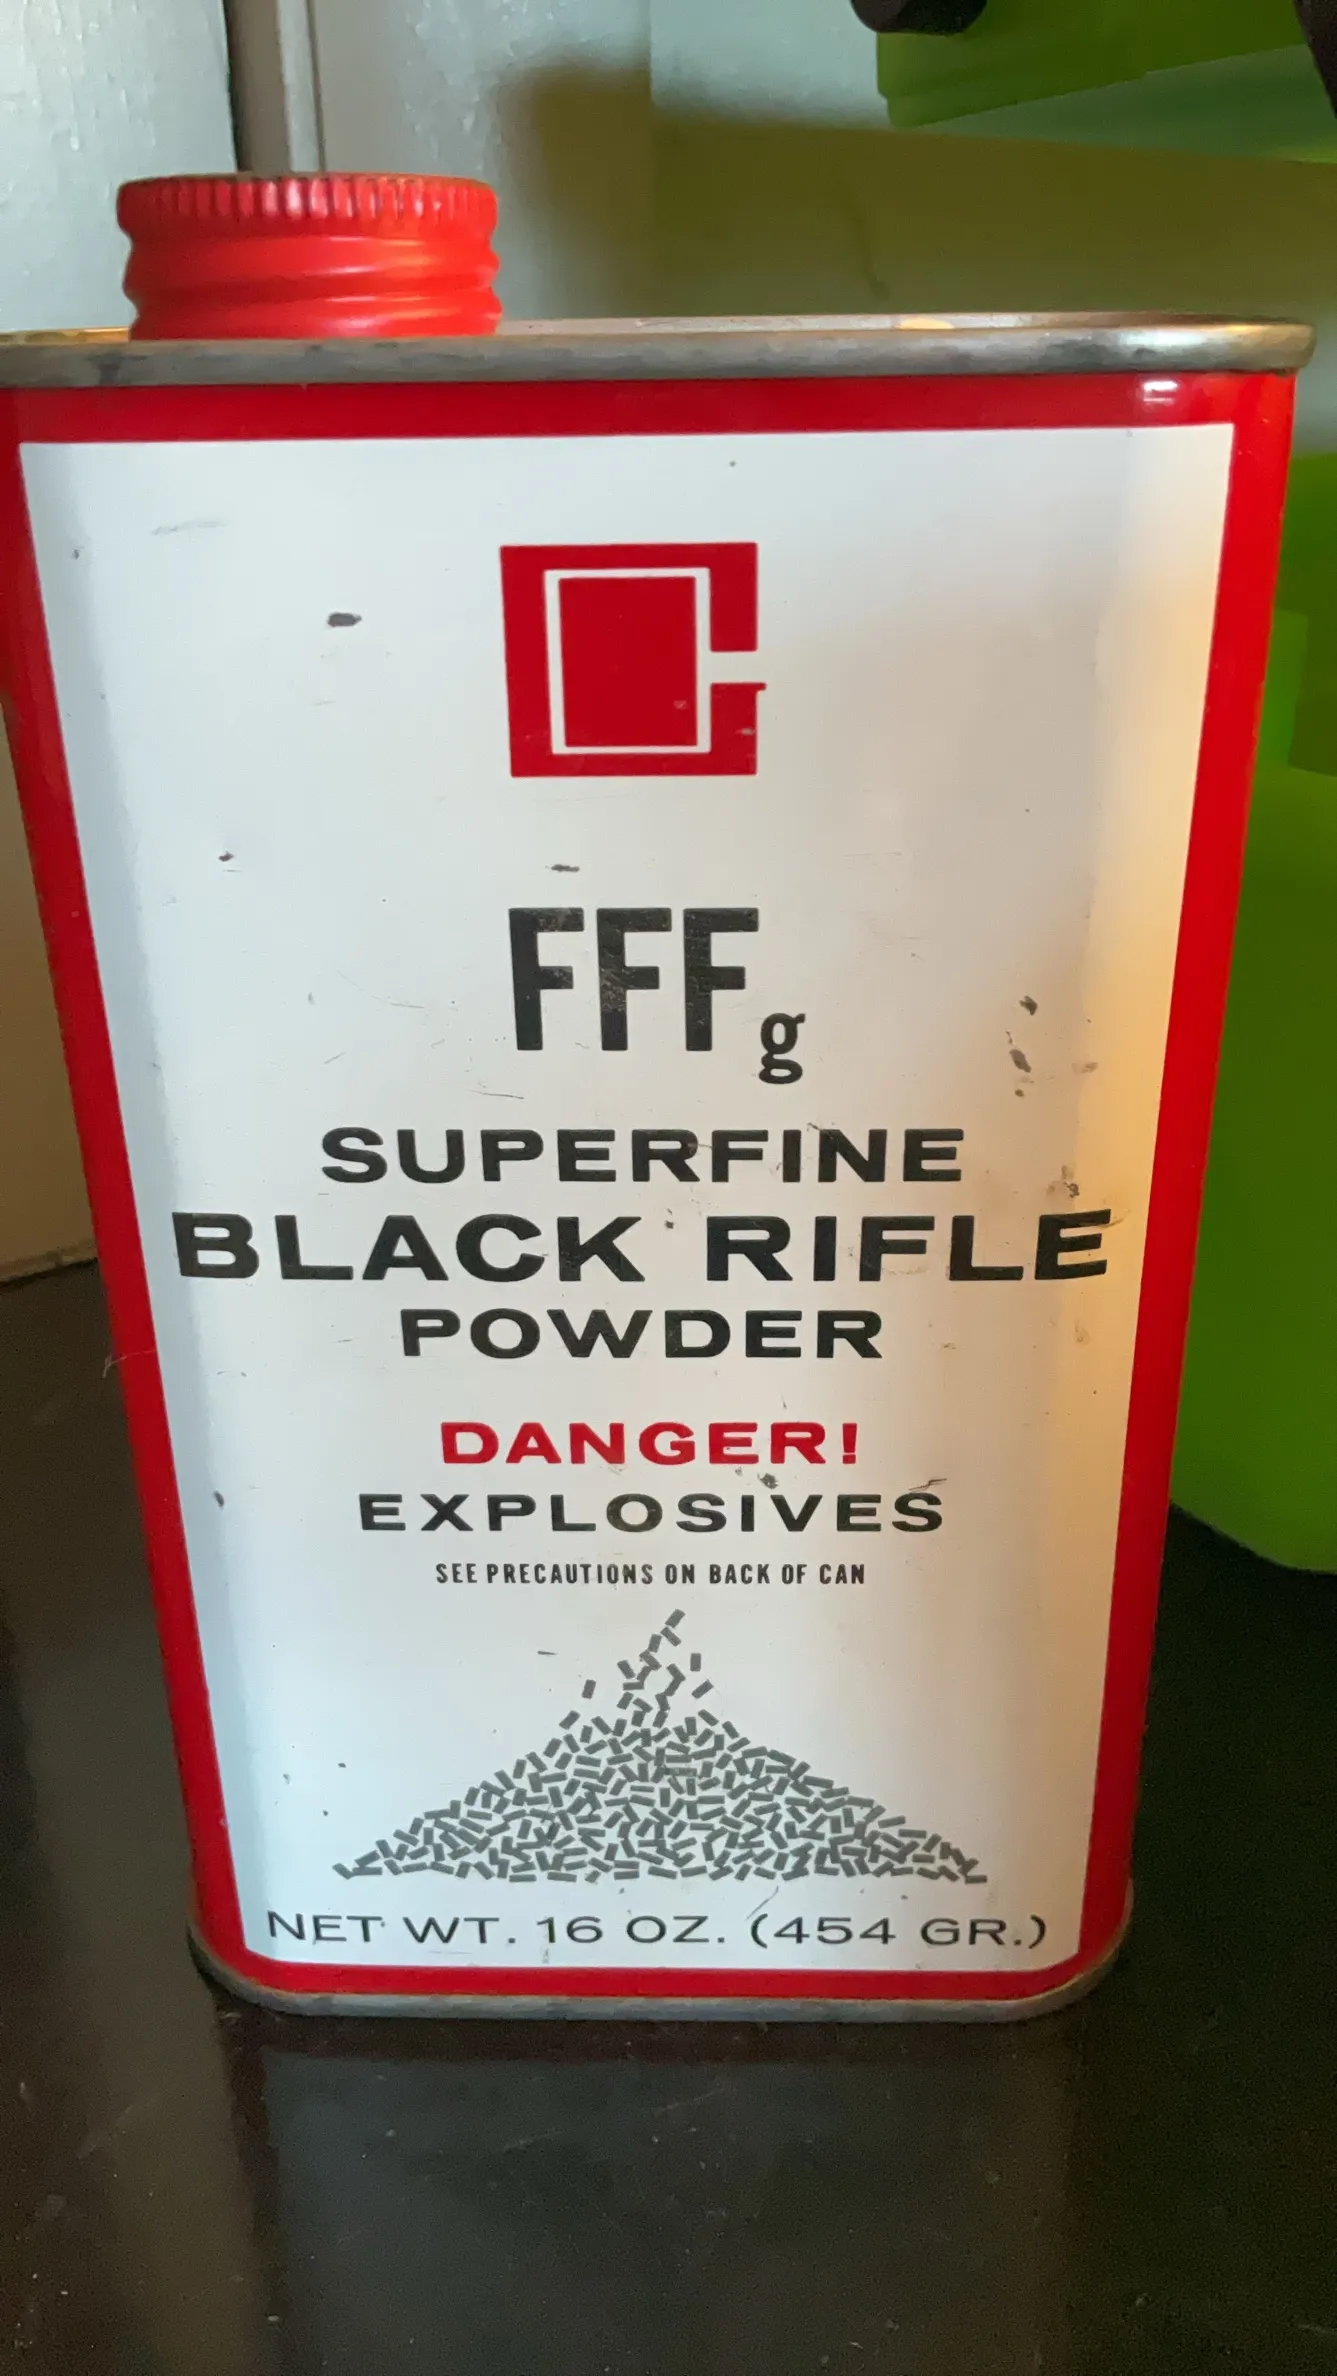 FFFg
SUPERFINE
BLACK RIFLE
POWDER
DANGER!
EXPLOSIVES
SEE PRECAUTIONS ON BACK OF CAN
NET WT. 16 OZ. (454 GR.)